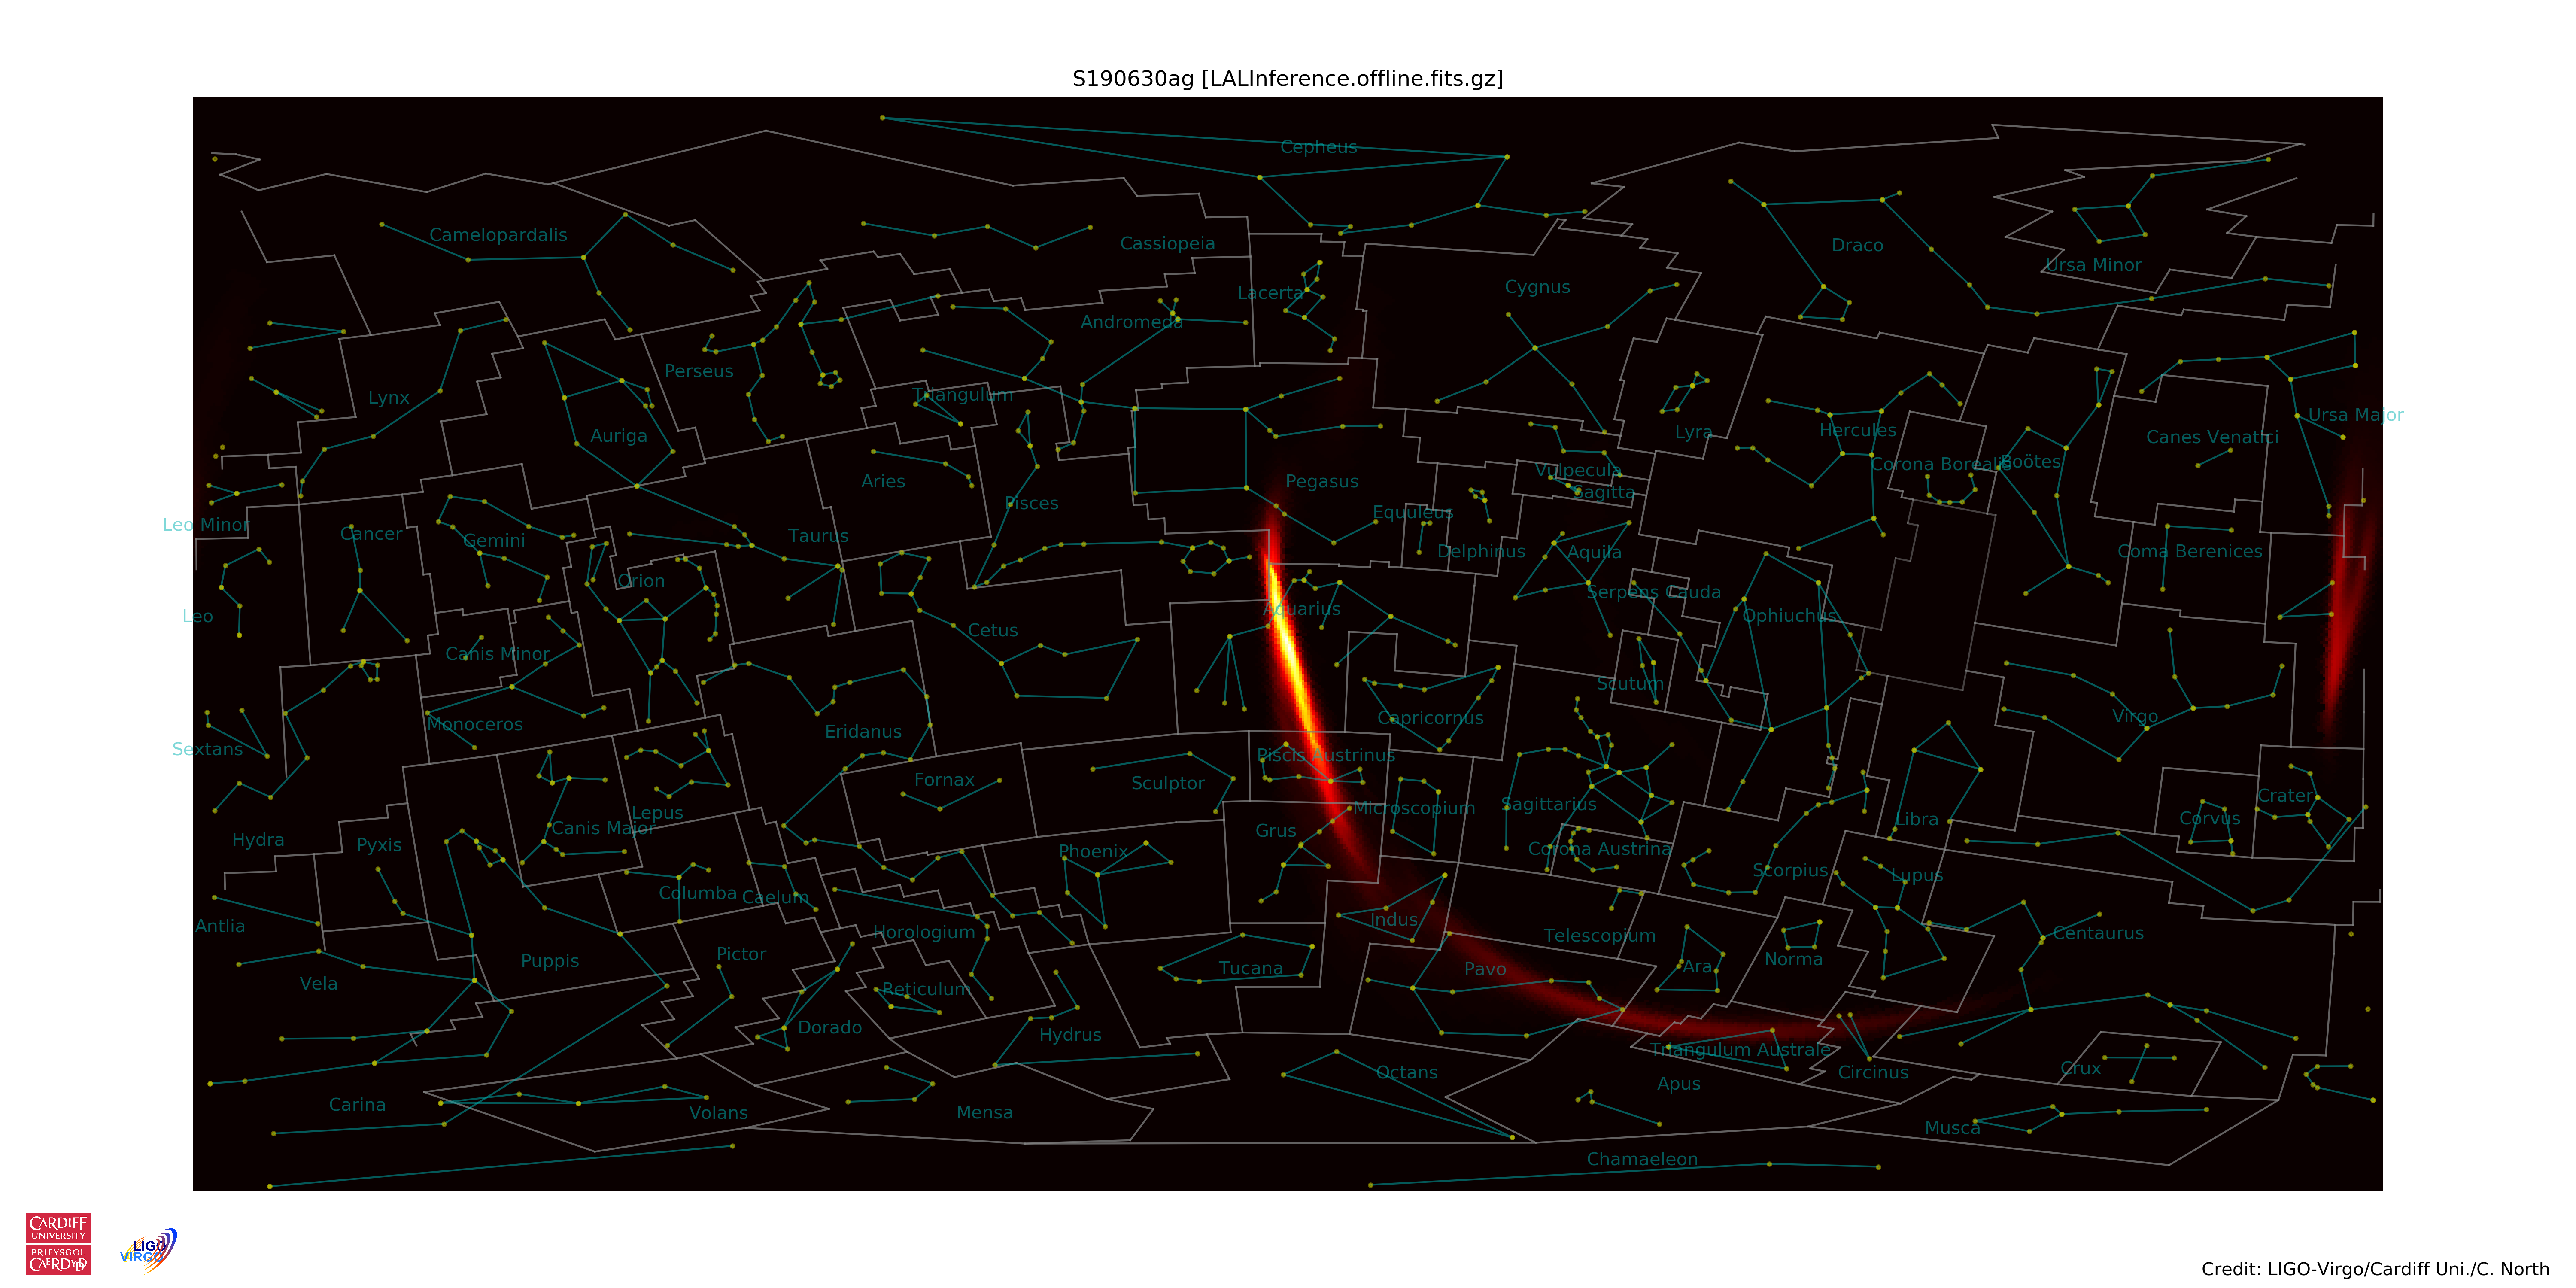 S190630ag [LALInference.offline.fits.gz]
Cepheus
Camelopardalis
Cassiopeia
Draco
Ursa Minor
Lacerta
Cygnus
Andromeda
Perseus
Lynx
Triangulum
Ursa Major
Auriga
Lyra
Hercules
Canes Venatici
Corona Borealis
Boötes
Aries
Pegasus
Vulpecula
Sagitta
Pisces
Equuleus
Leo Minor
Cancer
Gemini
Taurus
Delphinus
Aquila
Coma Berenices
Orion
Serpens Cauda
Leo
Aquarius
Ophiuchus
Cetus
Canis Minor
Scutum
Monoceros
Capricornus
Virgo
Eridanus
Sextans
Piscis Austrinus
Fornax
Sculptor
Crater
Lepus
Microscopium
Sagittarius
Canis Major
Grus
Libra
Corvus
Hydra
Pyxis
Phoenix
Corona Austrina
Scorpius
Lupus
Columba
Caelum
Antlia
Horologium
Indus
Telescopium
Centaurus
Puppis
Pictor
Tucana
Pavo
Ara
Norma
Vela
Reticulum
Dorado
Hydrus
Triangulum Australe
Octans
Circinus
Crux
Apus
Carina
Volans
Mensa
Musca
Chamaeleon
CARDIFF
UNIVERSITY
PRIFYSGOL
CAERDYDD
LIGO
VIRGO
Credit: LIGO-Virgo/Cardiff Uni./C. North